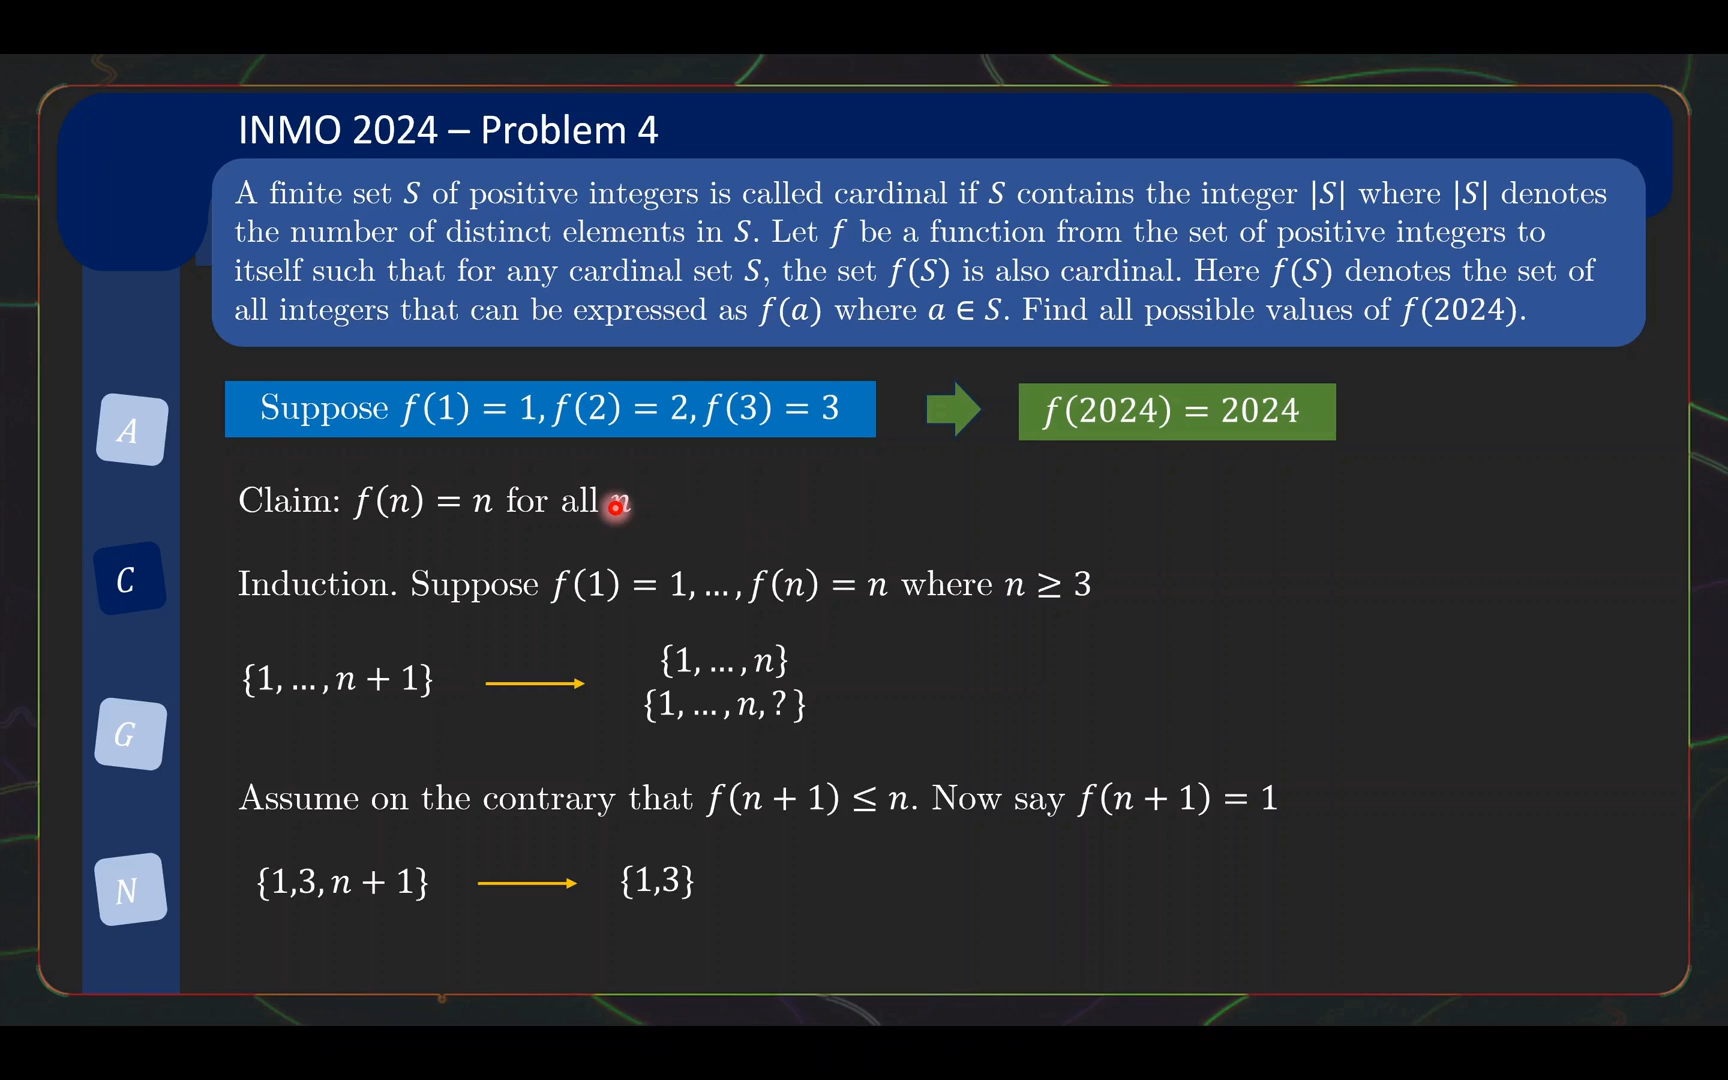 INMO 2024 – Problem 4
A finite set S of positive integers is called cardinal if S contains the integer |S| where |S| denotes
the number of distinct elements in S. Let f be a function from the set of positive integers to
itself such that for any cardinal set S, the set f(S) is also cardinal. Here f(S) denotes the set of
all integers that can be expressed as f(a) where a ∈ S. Find all possible values of f(2024).
Suppose f(1) = 1, f(2) = 2, f(3) = 3
f(2024) = 2024
A
Claim: f(n) = n for all n
C
Induction. Suppose f(1) = 1, ..., f(n) = n where n ≥ 3
{1, ..., n + 1}
{1, ..., n}
{1, ..., n, ? }
G
Assume on the contrary that f(n + 1) ≤ n. Now say f(n + 1) = 1
N
{1,3, n + 1}
{1,3}